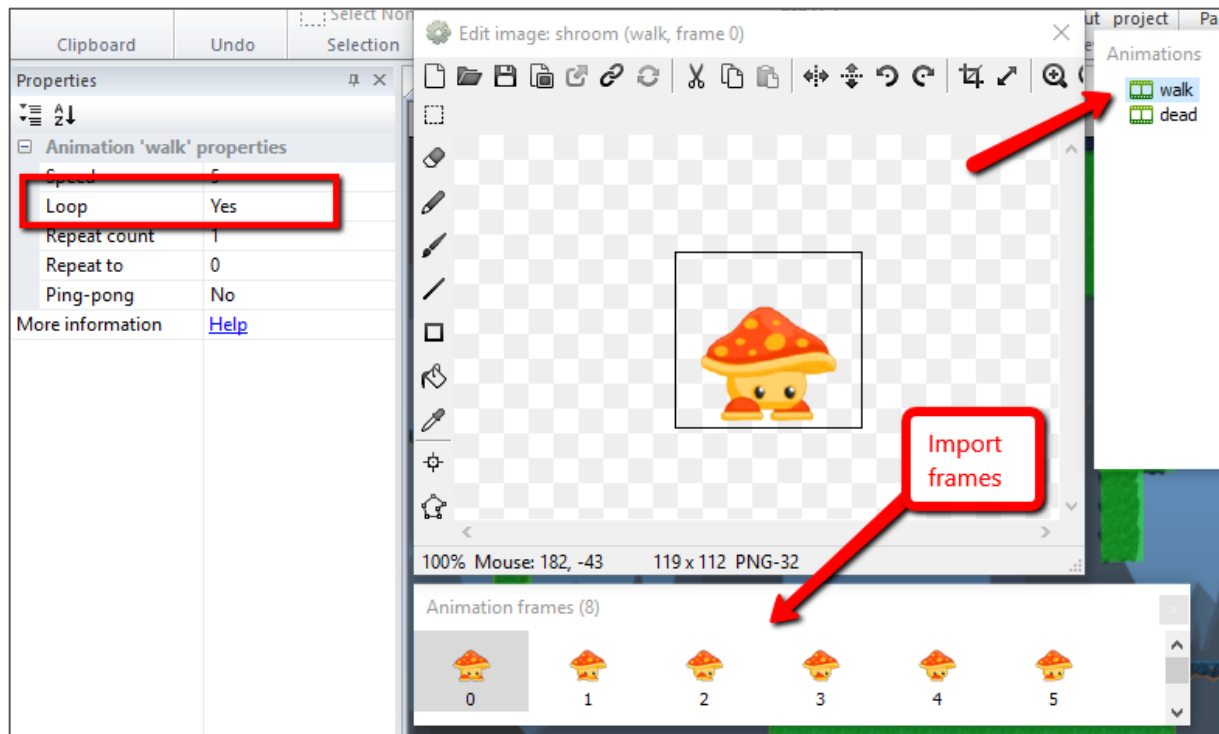 Select Non
Clipboard
Undo
Selection
Properties
Animation 'walk' properties
Speed 5
Loop Yes
Repeat count 1
Repeat to 0
Ping-pong No
More information Help
Edit image: shroom (walk, frame 0)
Import
frames
100% Mouse: 182, -43 119 x 112 PNG-32
Animation frames (8)
0 1 2 3 4 5
ut project Pa
Animations
walk
dead